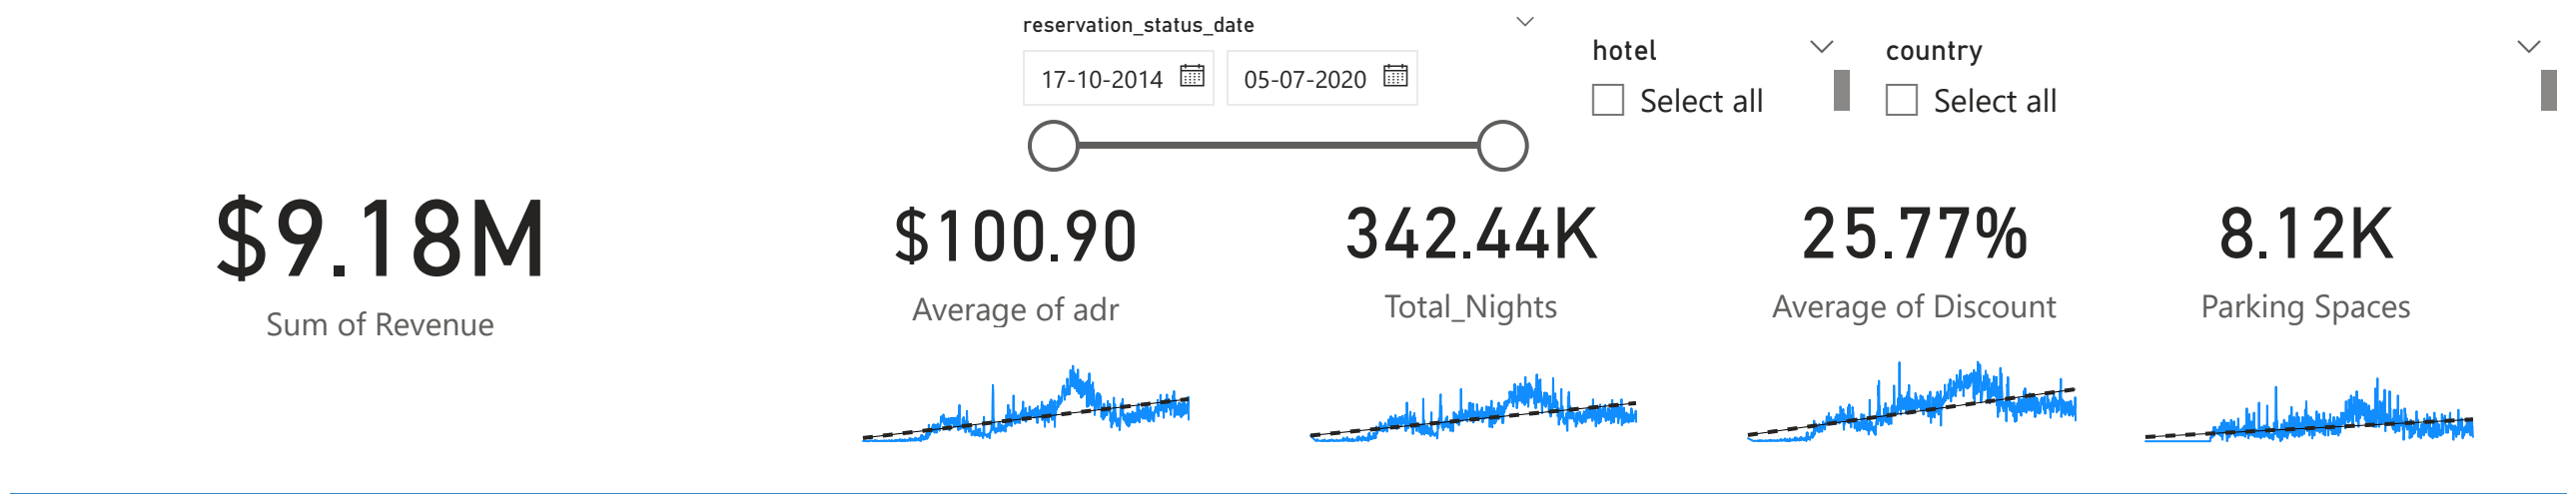 reservation_status_date
17-10-2014 05-07-2020
hotel
Select all
country
Select all
$9.18M
Sum of Revenue
$100.90
Average of adr
342.44K
Total_Nights
25.77%
Average of Discount
8.12K
Parking Spaces